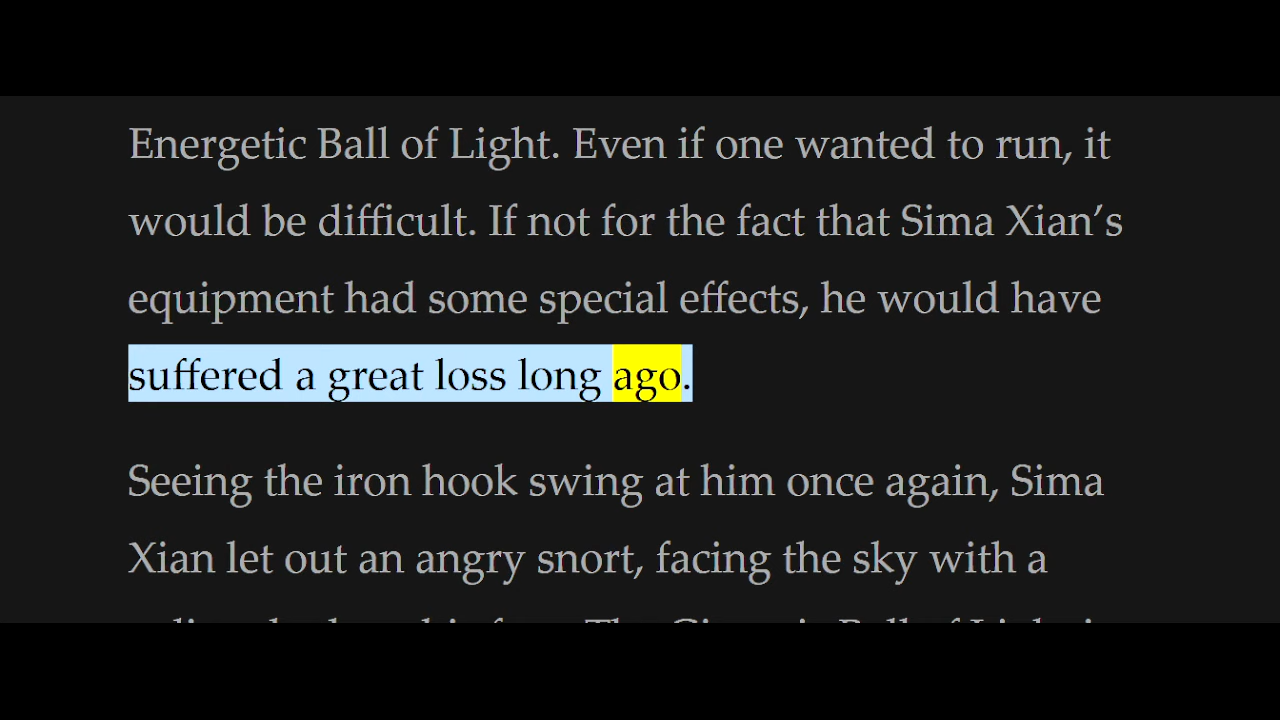 Energetic Ball of Light. Even if one wanted to run, it
would be difficult. If not for the fact that Sima Xian’s
equipment had some special effects, he would have
suffered a great loss long ago.
Seeing the iron hook swing at him once again, Sima
Xian let out an angry snort, facing the sky with a